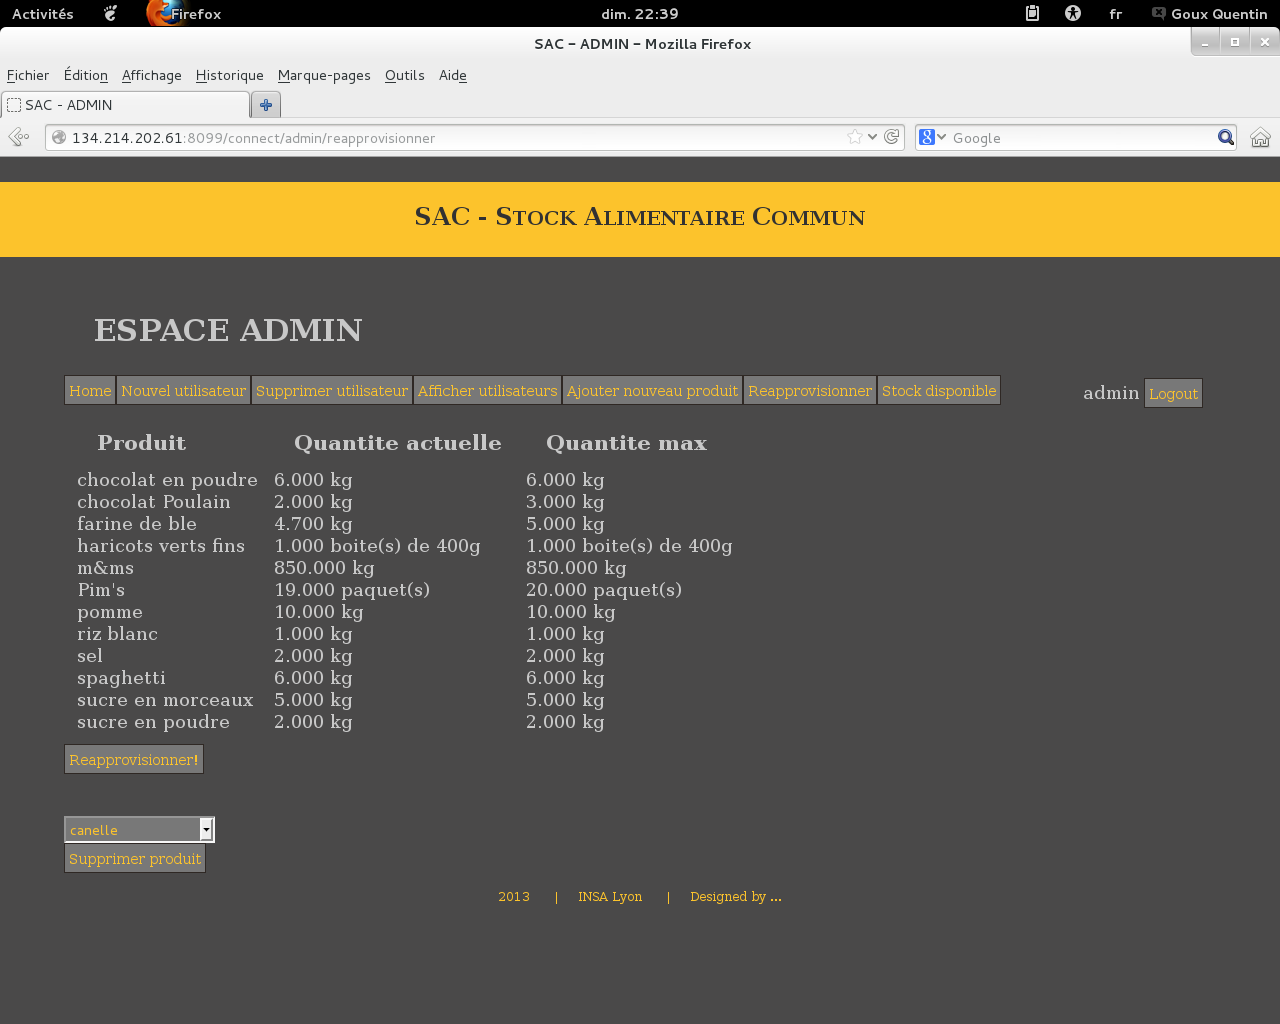 Activités Firefox dim. 22:39 fr Goux Quentin
SAC - ADMIN - Mozilla Firefox
Fichier Édition Affichage Historique Marque-pages Outils Aide
SAC - ADMIN
134.214.202.61:8099/connect/admin/reapprovisionner Google
SAC - Stock Alimentaire Commun
ESPACE ADMIN
Home Nouvel utilisateur Supprimer utilisateur Afficher utilisateurs Ajouter nouveau produit Reapprovisionner Stock disponible admin Logout
Produit Quantite actuelle Quantite max
chocolat en poudre 6.000 kg 6.000 kg
chocolat Poulain 2.000 kg 3.000 kg
farine de ble 4.700 kg 5.000 kg
haricots verts fins 1.000 boite(s) de 400g 1.000 boite(s) de 400g
m&ms 850.000 kg 850.000 kg
Pim's 19.000 paquet(s) 20.000 paquet(s)
pomme 10.000 kg 10.000 kg
riz blanc 1.000 kg 1.000 kg
sel 2.000 kg 2.000 kg
spaghetti 6.000 kg 6.000 kg
sucre en morceaux 5.000 kg 5.000 kg
sucre en poudre 2.000 kg 2.000 kg
Reapprovisionner!
canelle
Supprimer produit
2013 | INSA Lyon | Designed by ...